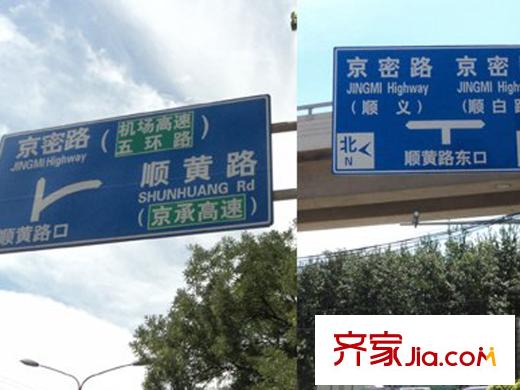 京密路
JINGMI Highway
(机场高速
五环路)
顺黄路
SHUNHUANG Rd
(京承高速)
顺黄路口
京密路
JINGMI Highway
(顺义)
京密
JINGMI High
(顺白路
北
N
顺黄路东口
齐家Jia.com